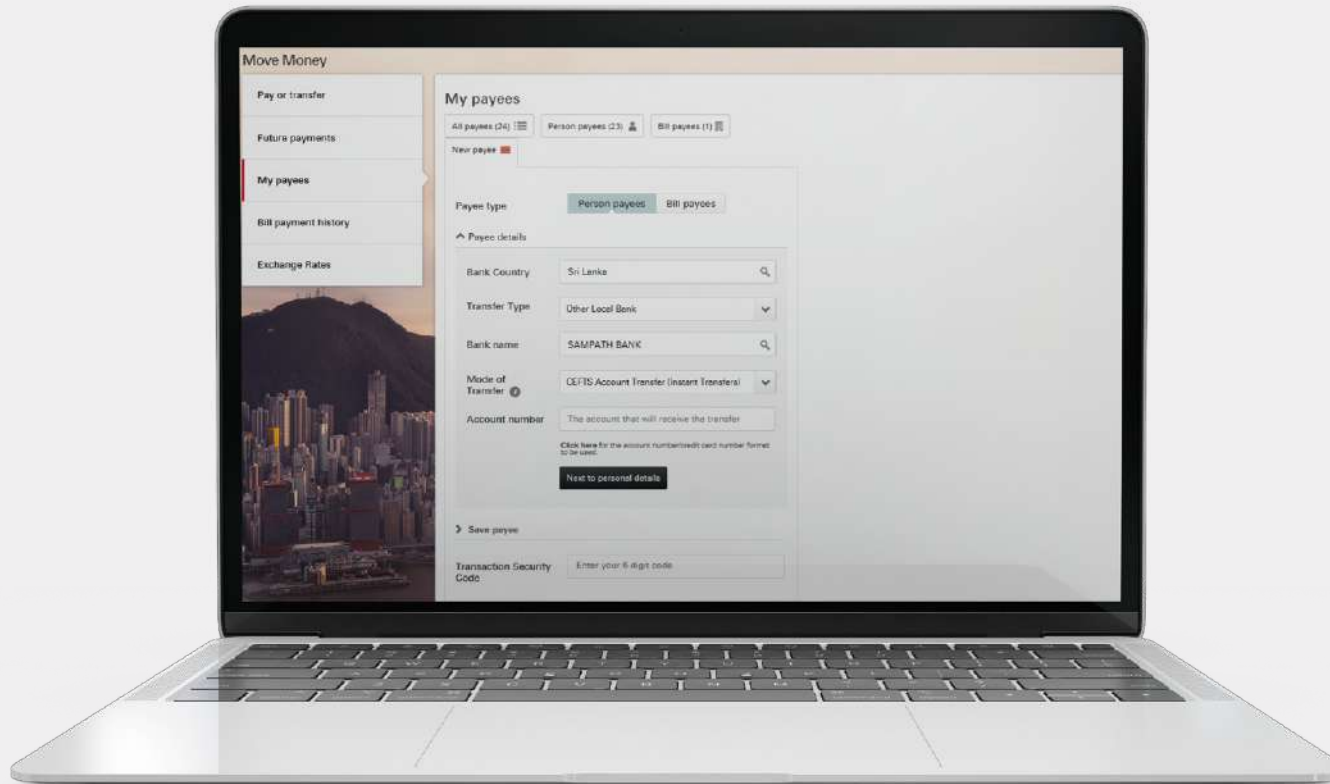 Move Money
Pay or transfer
Future payments
My payees
Bill payment history
Exchange Rates
My payees
All payees (24) Person payees (23) Bill payees (1)
New payee
Payee type Person payees Bill payees
Payee details
Bank Country Sri Lanka
Transfer Type Other Local Bank
Bank name SAMPATH BANK
Mode of
Transfer CEFTS Account Transfer (Instant Transfers)
Account number The account that will receive the transfer
Click here for the account number/credit card number format
to be used.
Next to personal details
Save payee
Transaction Security
Code Enter your 6 digit code